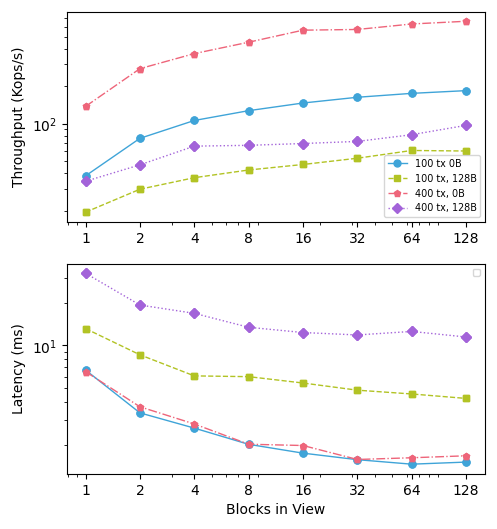 Throughput (Kops/s)
10²
1 2 4 8 16 32 64 128
100 tx 0B
100 tx, 128B
400 tx, 0B
400 tx, 128B
Latency (ms)
10¹
1 2 4 8 16 32 64 128
Blocks in View